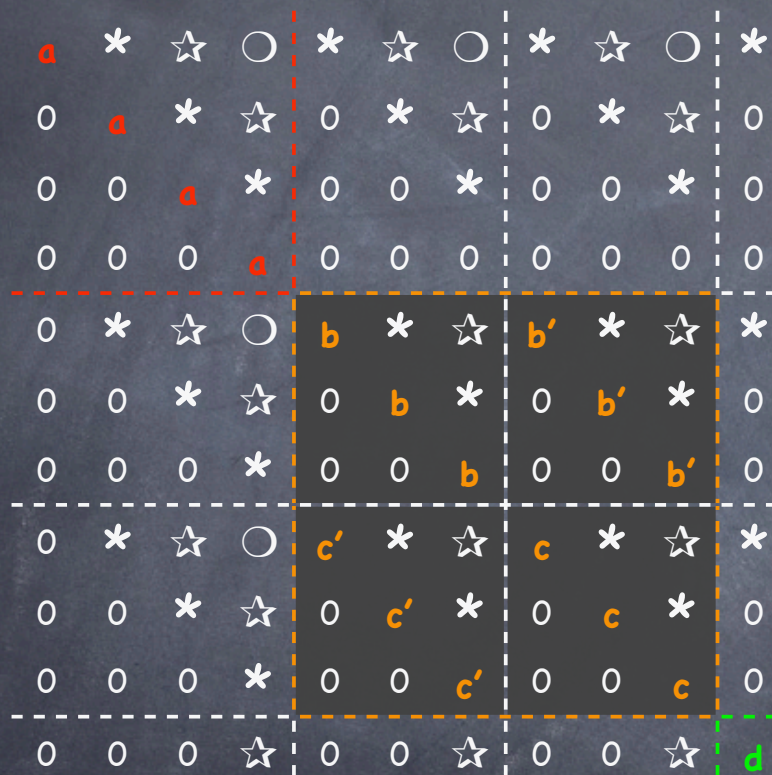 a * ☆ ○ * ☆ ○ * ☆ ○ *
0 a * ☆ 0 * ☆ 0 * ☆ 0
0 0 a * 0 0 * 0 0 * 0
0 0 0 a 0 0 0 0 0 0 0
0 * ☆ ○ b * ☆ b′ * ☆ *
0 0 * ☆ 0 b * 0 b′ * 0
0 0 0 * 0 0 b 0 0 b′ 0
0 * ☆ ○ c′ * ☆ c * ☆ *
0 0 * ☆ 0 c′ * 0 c * 0
0 0 0 * 0 0 c′ 0 0 c 0
0 0 0 ☆ 0 0 ☆ 0 0 ☆ d